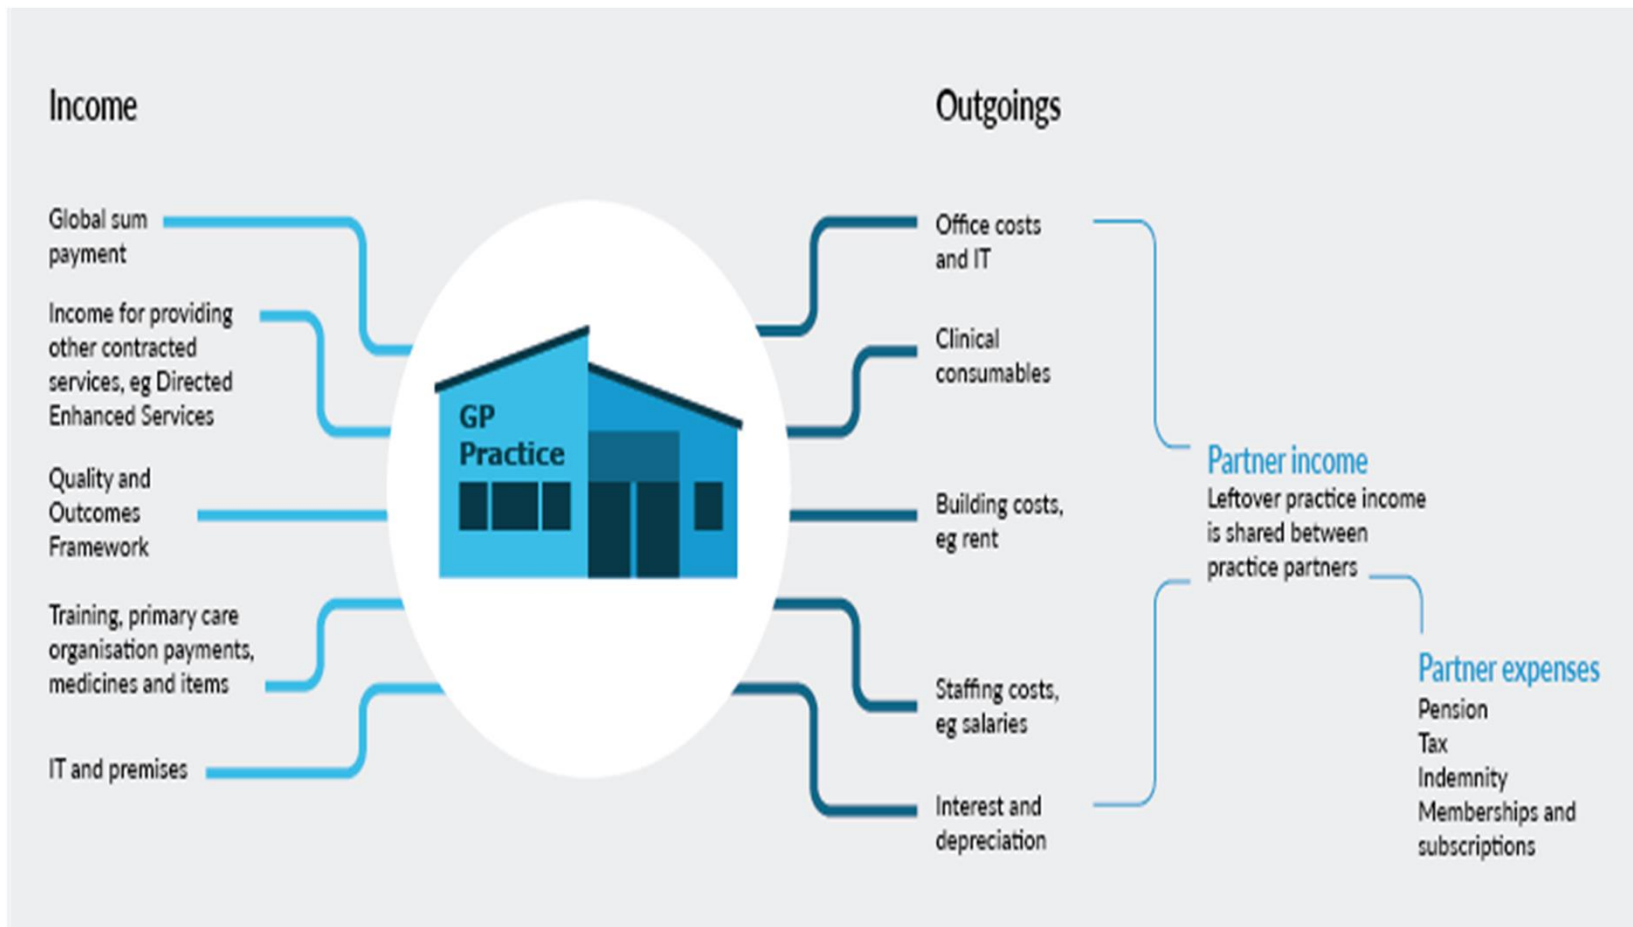 Income
Global sum
payment
Income for providing
other contracted
services, eg Directed
Enhanced Services
Quality and
Outcomes
Framework
Training, primary care
organisation payments,
medicines and items
IT and premises
GP
Practice
Outgoings
Office costs
and IT
Clinical
consumables
Building costs,
eg rent
Staffing costs,
eg salaries
Interest and
depreciation
Partner income
Leftover practice income
is shared between
practice partners
Partner expenses
Pension
Tax
Indemnity
Memberships and
subscriptions